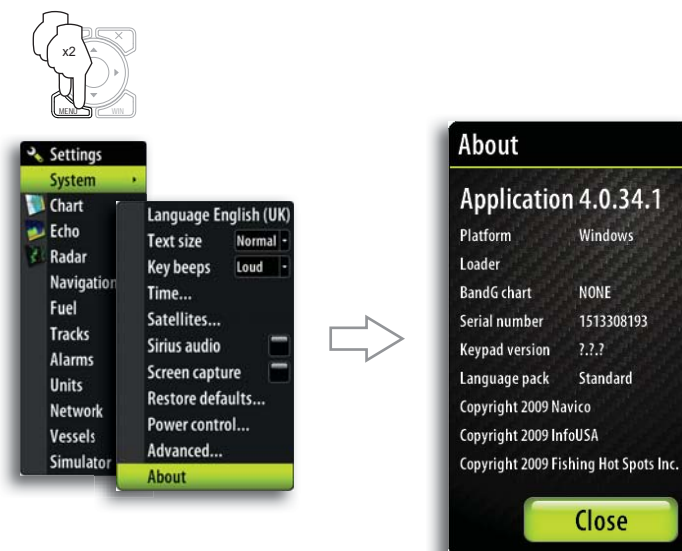 x2
MENU
WIN
Settings
System
Chart
Echo
Radar
Navigation
Fuel
Tracks
Alarms
Units
Network
Vessels
Simulator
Language English (UK)
Text size Normal
Key beeps Loud
Time...
Satellites...
Sirius audio
Screen capture
Restore defaults...
Power control...
Advanced...
About
About
Application 4.0.34.1
Platform Windows
Loader
BandG chart NONE
Serial number 1513308193
Keypad version ?.?.?
Language pack Standard
Copyright 2009 Navico
Copyright 2009 InfoUSA
Copyright 2009 Fishing Hot Spots Inc.
Close